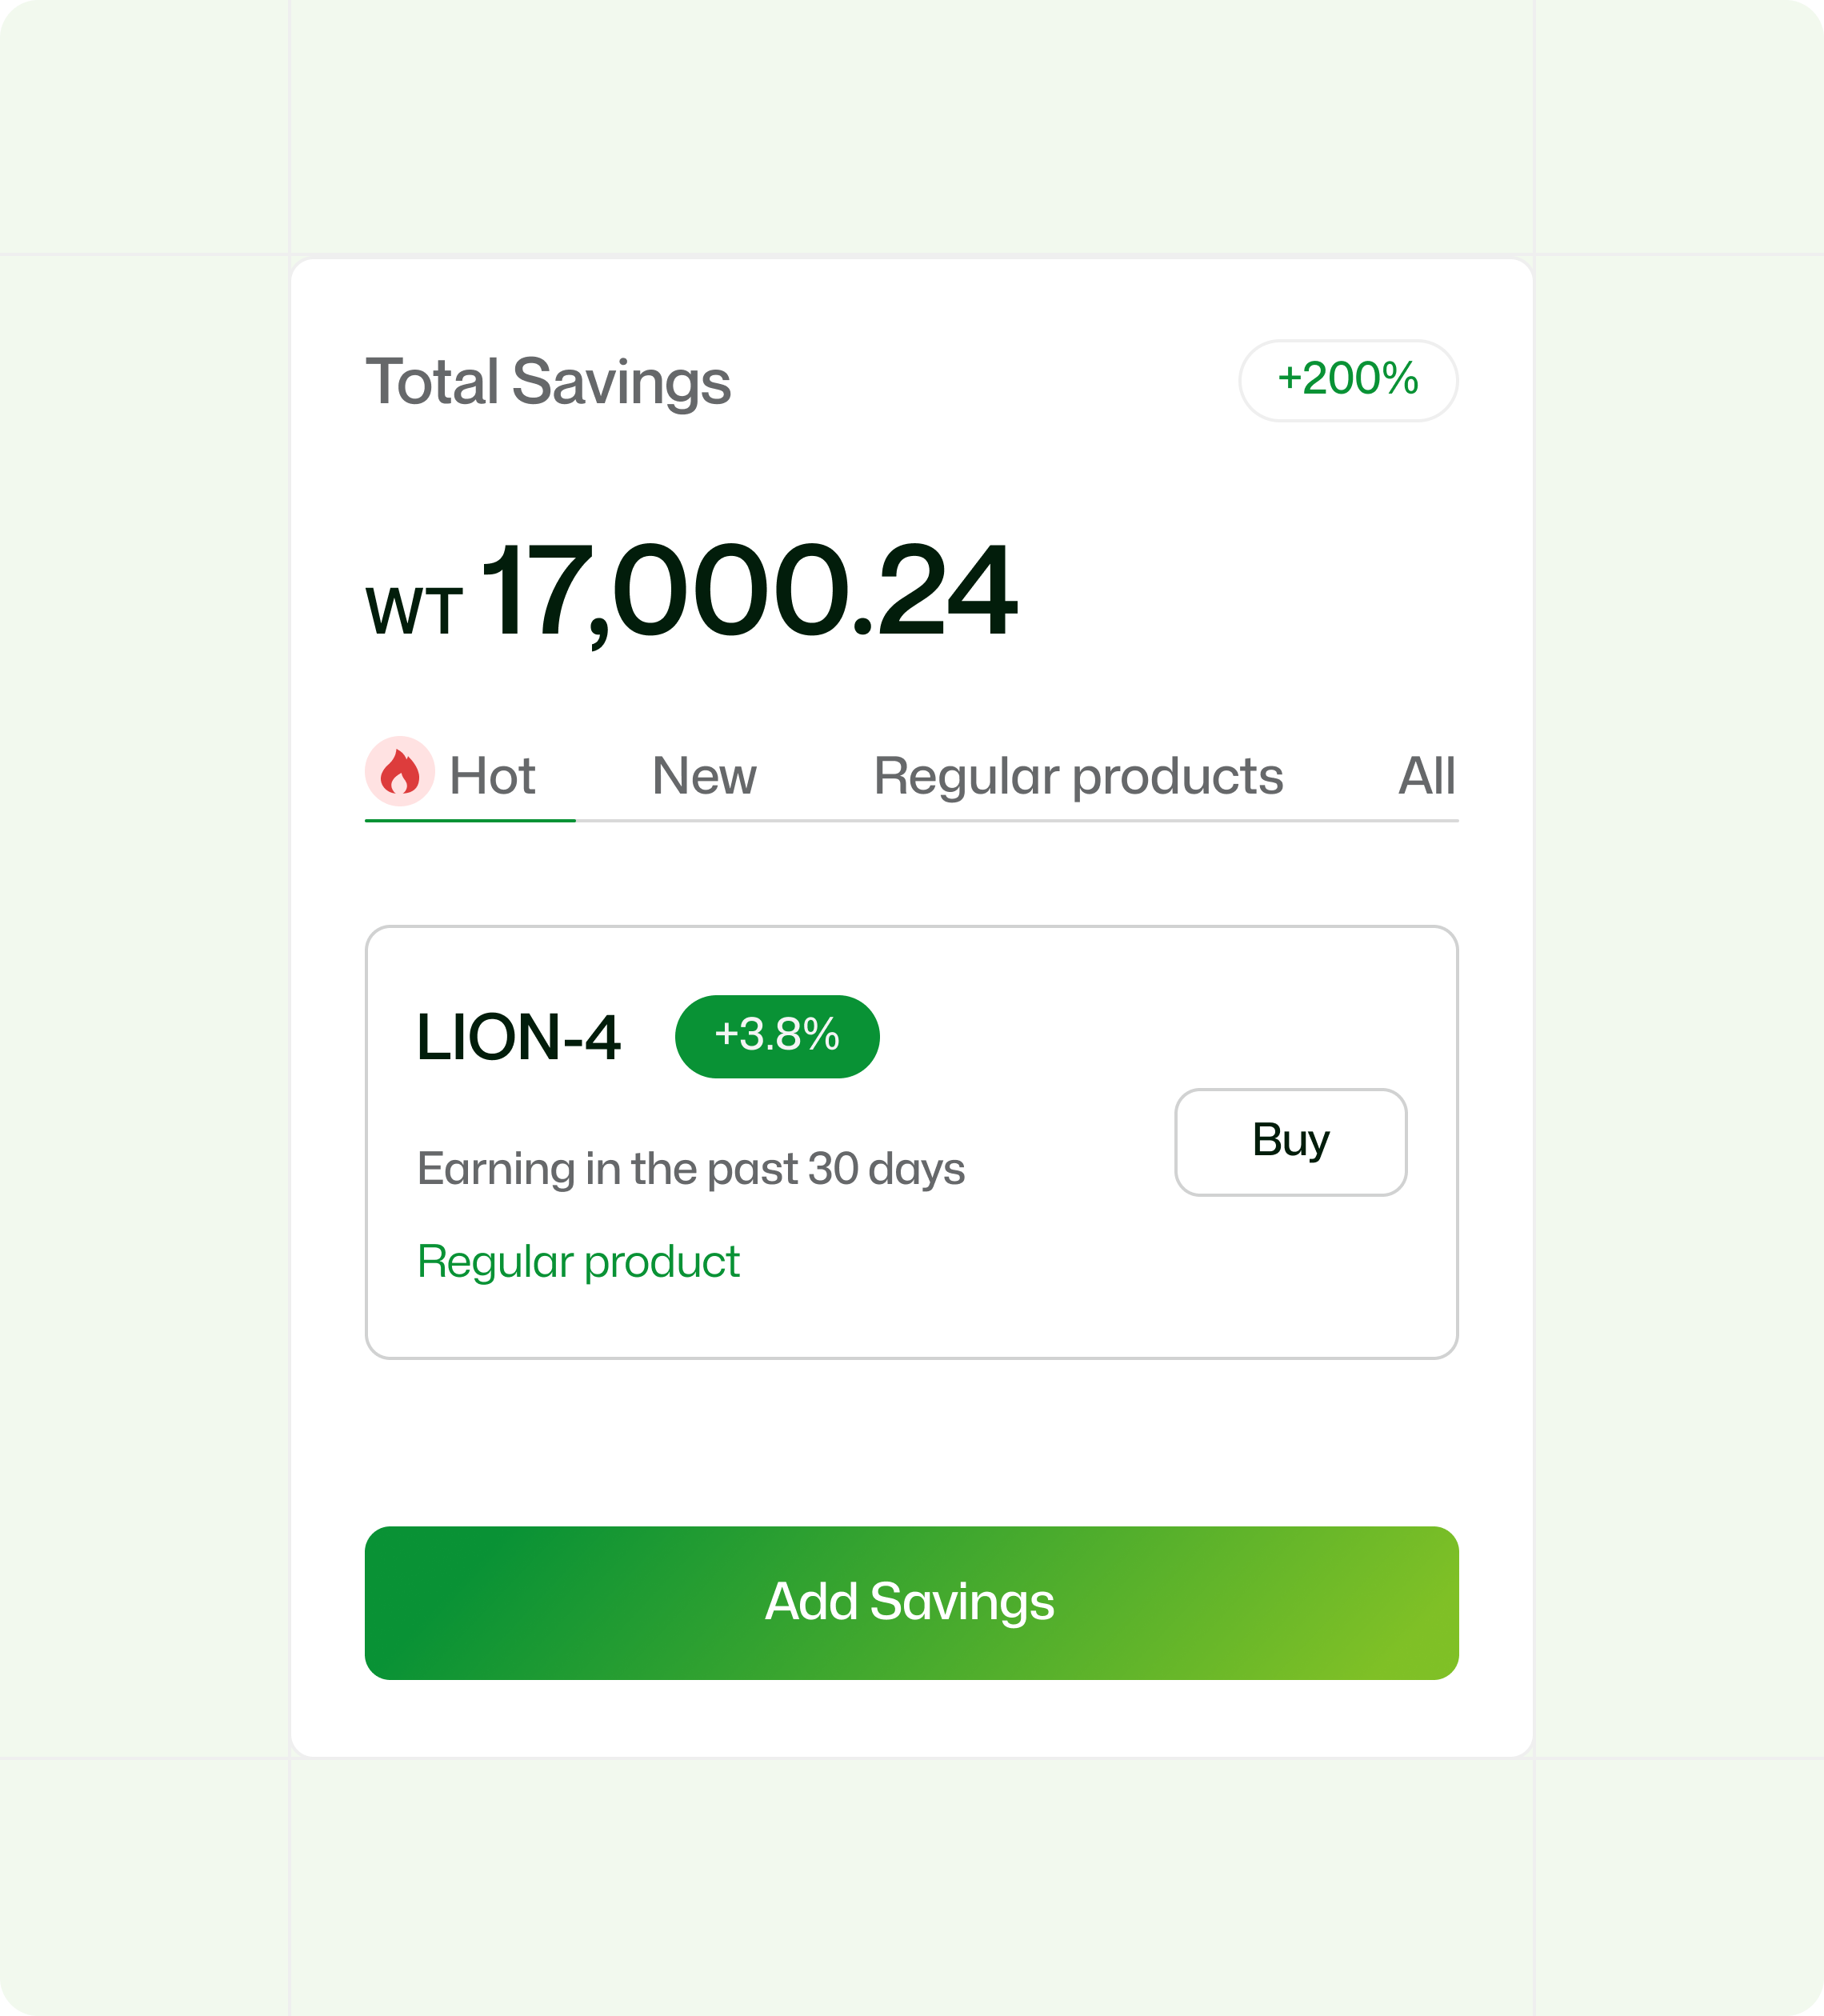 Total Savings +200%
WT 17,000.24
Hot New Regular products All
LION-4 +3.8%
Buy
Earning in the past 30 days
Regular product
Add Savings